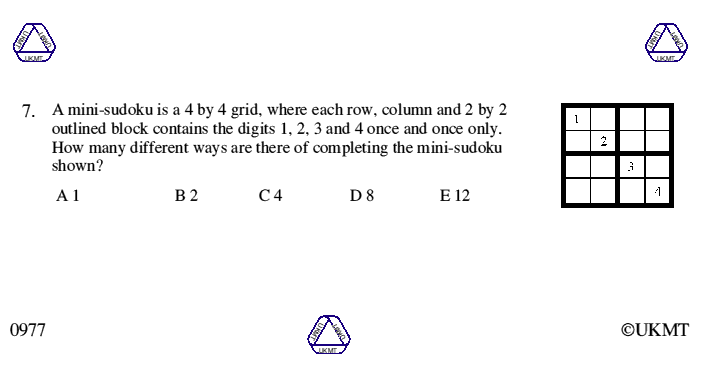 UKMT UKMT UKMT
UKMT UKMT UKMT
7. A mini-sudoku is a 4 by 4 grid, where each row, column and 2 by 2
outlined block contains the digits 1, 2, 3 and 4 once and once only.
How many different ways are there of completing the mini-sudoku
shown?
A 1 B 2 C 4 D 8 E 12
1
2
3
4
0977
UKMT UKMT UKMT
©UKMT